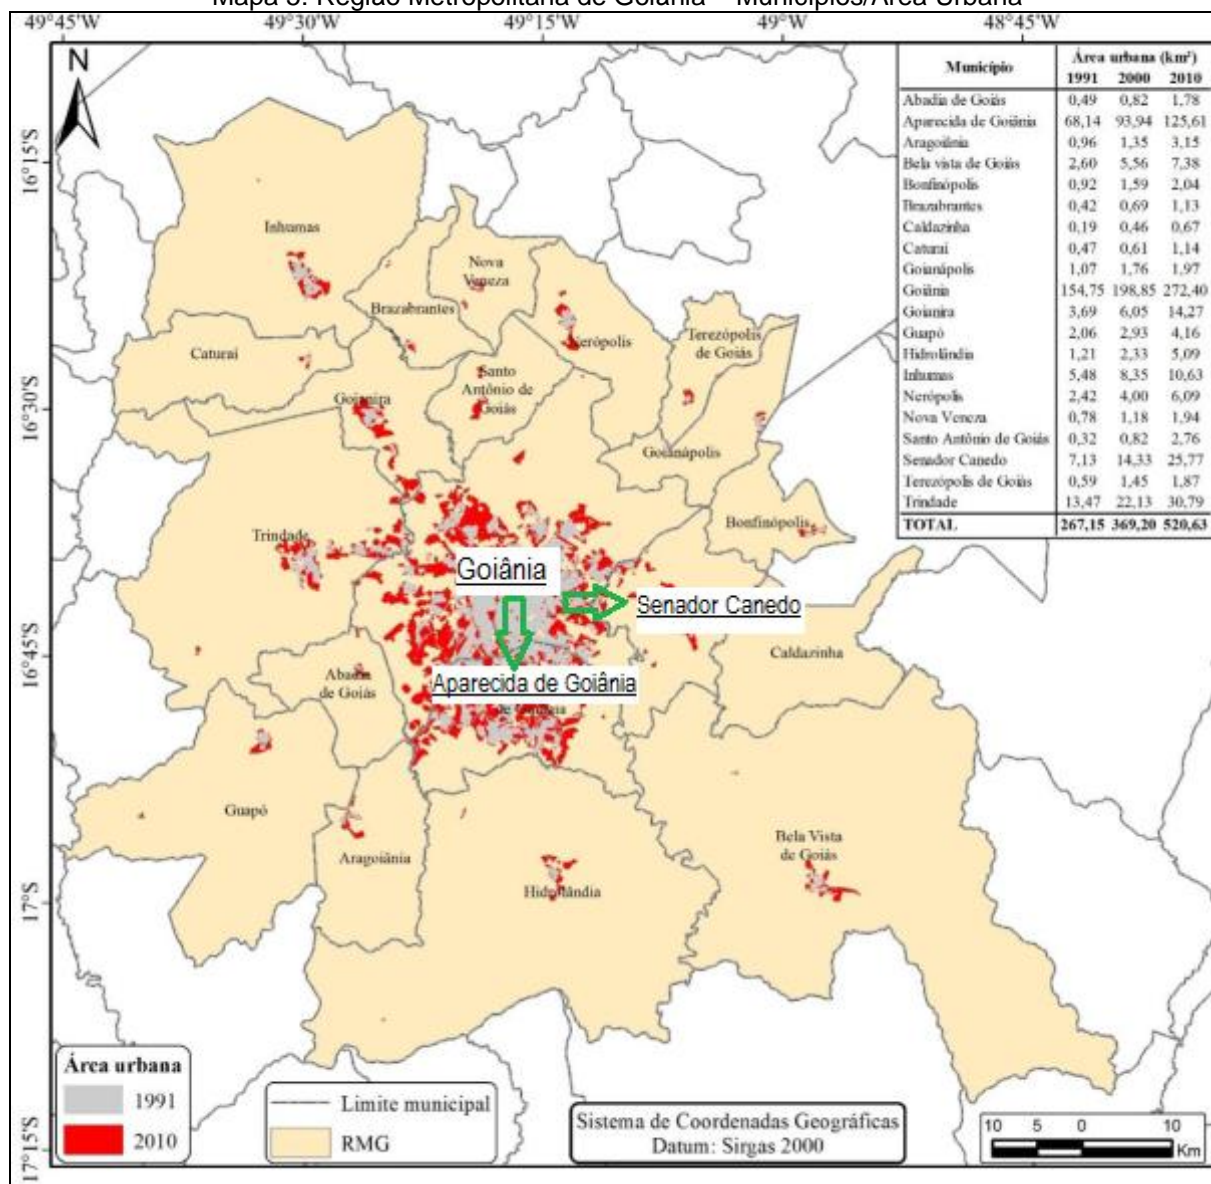 Mapa 3: Região Metropolitana de Goiânia – Municípios/Área Urbana
49°45'W 49°30'W 49°15'W 49°W 48°45'W
N
Município Área urbana (km²)
1991 2000 2010
Abadia de Goiás 0,49 0,82 1,78
Aparecida de Goiânia 68,14 93,94 125,61
Aragoiânia 0,96 1,35 3,15
Bela vista de Goiás 2,60 5,56 7,38
Bonfinópolis 0,92 1,59 2,04
Brazabrantes 0,42 0,69 1,13
Caldazinha 0,19 0,46 0,67
Caturaí 0,47 0,61 1,14
Goianápolis 1,07 1,76 1,97
Goiânia 154,75 198,85 272,40
Goianira 3,69 6,05 14,27
Guapó 2,06 2,93 4,16
Hidrolândia 1,21 2,33 5,09
Inhumas 5,48 8,35 10,63
Nerópolis 2,42 4,00 6,09
Nova Veneza 0,78 1,18 1,94
Santo Antônio de Goiás 0,32 0,82 2,76
Senador Canedo 7,13 14,33 25,77
Terezópolis de Goiás 0,59 1,45 1,87
Trindade 13,47 22,13 30,79
TOTAL 267,15 369,20 520,63
16°15'S
16°30'S
16°45'S
17°S
17°15'S
Inhumas
Nova
Veneza
Brazabrantes
Nerópolis
Terezópolis
de Goiás
Caturaí
Santo
Antônio de
Goiás
Goianira
Goianápolis
Trindade
Bonfinópolis
Goiânia
Senador Canedo
Caldazinha
Abadia
de Goiás
Aparecida de Goiânia
de Goiânia
Guapó
Aragoiânia
Hidrolândia
Bela Vista
de Goiás
Área urbana
1991
2010
Limite municipal
RMG
Sistema de Coordenadas Geográficas
Datum: Sirgas 2000
10 5 0 10
Km